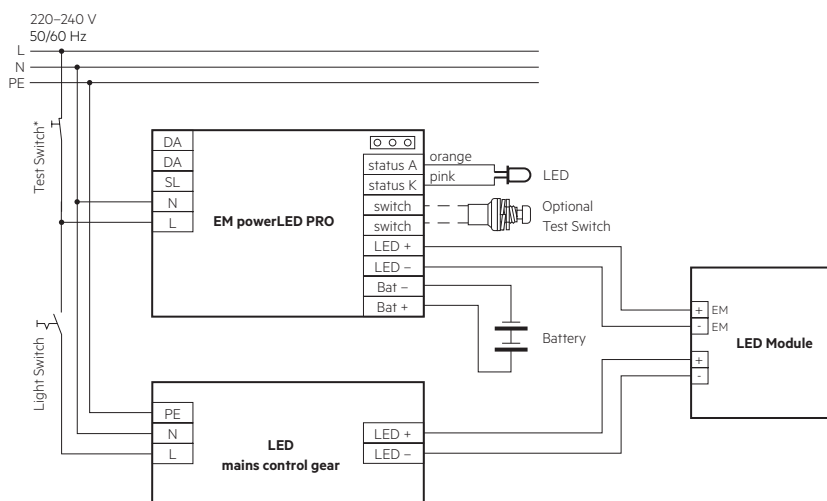 220–240 V
50/60 Hz
L
N
PE
Test Switch*
DA
DA
SL
N
L
EM powerLED PRO
status A
status K
switch
switch
LED +
LED –
Bat –
Bat +
orange
pink
LED
Optional
Test Switch
Battery
+ EM
- EM
+
-
LED Module
Light Switch
PE
N
L
LED
mains control gear
LED +
LED –